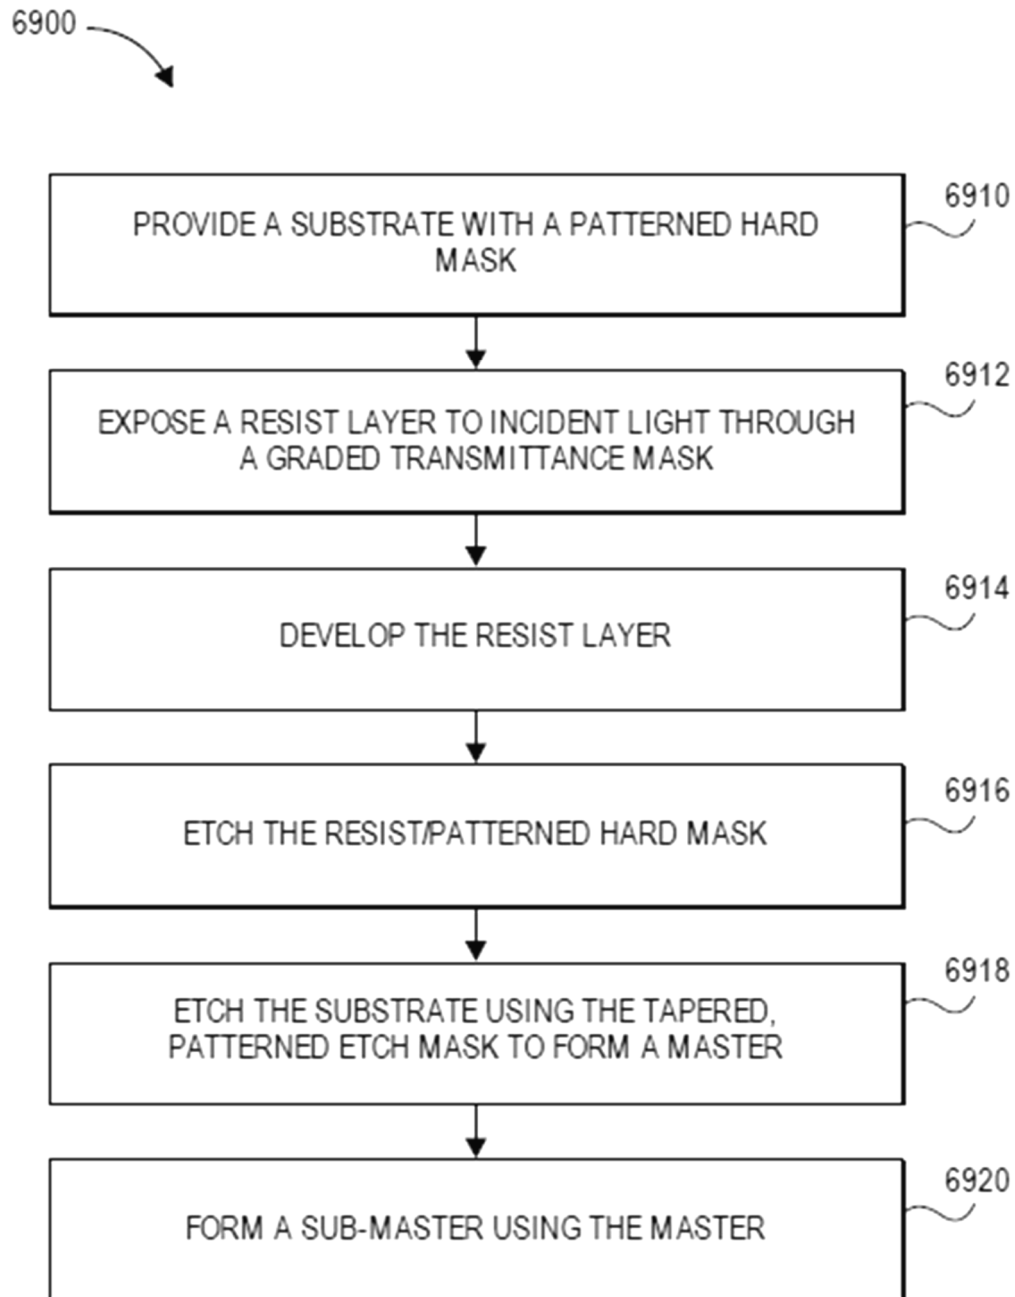 6900
PROVIDE A SUBSTRATE WITH A PATTERNED HARD
MASK
6910
EXPOSE A RESIST LAYER TO INCIDENT LIGHT THROUGH
A GRADED TRANSMITTANCE MASK
6912
DEVELOP THE RESIST LAYER
6914
ETCH THE RESIST/PATTERNED HARD MASK
6916
ETCH THE SUBSTRATE USING THE TAPERED,
PATTERNED ETCH MASK TO FORM A MASTER
6918
FORM A SUB-MASTER USING THE MASTER
6920